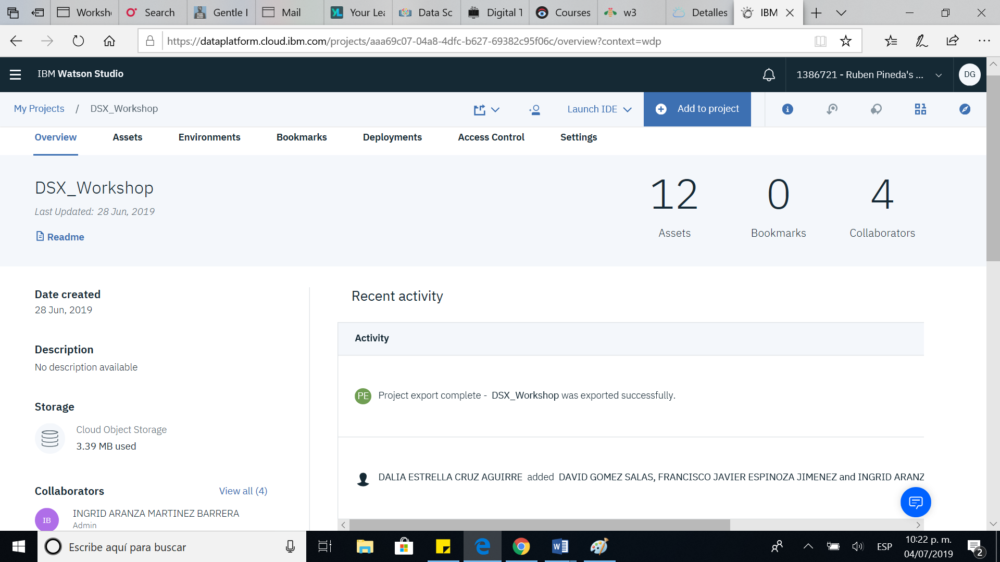 Worksh
Search
Gentle I
Mail
Your Lea
Data Sc
Digital T
Courses
w3
Detalles
IBM
https://dataplatform.cloud.ibm.com/projects/aaa69c07-04a8-4dfc-b627-69382c95f06c/overview?context=wdp
IBM Watson Studio
1386721 - Ruben Pineda's ...
DG
My Projects / DSX_Workshop
Launch IDE
Add to project
Overview
Assets
Environments
Bookmarks
Deployments
Access Control
Settings
DSX_Workshop
Last Updated: 28 Jun, 2019
Readme
12
Assets
0
Bookmarks
4
Collaborators
Date created
28 Jun, 2019
Description
No description available
Storage
Cloud Object Storage
3.39 MB used
Collaborators
View all (4)
IB
INGRID ARANZA MARTINEZ BARRERA
Admin
Recent activity
Activity
PE
Project export complete - DSX_Workshop was exported successfully.
DALIA ESTRELLA CRUZ AGUIRRE added DAVID GOMEZ SALAS, FRANCISCO JAVIER ESPINOZA JIMENEZ and INGRID ARANZ
Escribe aquí para buscar
ESP
10:22 p. m.
04/07/2019
2